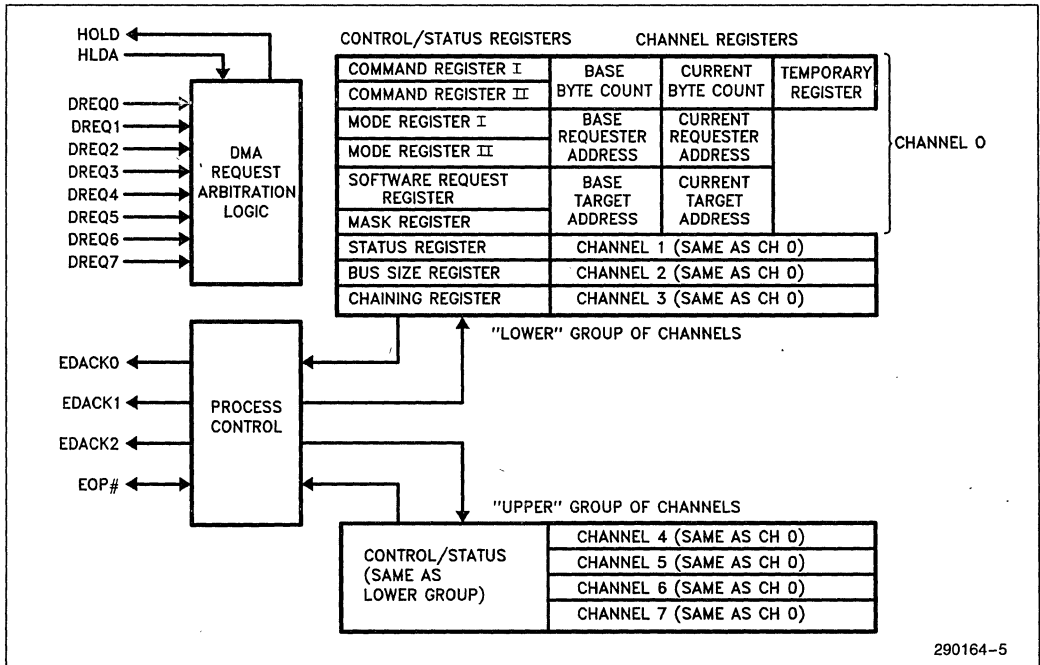 HOLD
HLDA
DREQ0
DREQ1
DREQ2
DREQ3
DREQ4
DREQ5
DREQ6
DREQ7
DMA
REQUEST
ARBITRATION
LOGIC
CONTROL/STATUS REGISTERS
CHANNEL REGISTERS
COMMAND REGISTER I
COMMAND REGISTER II
MODE REGISTER I
MODE REGISTER II
SOFTWARE REQUEST
REGISTER
MASK REGISTER
STATUS REGISTER
BUS SIZE REGISTER
CHAINING REGISTER
BASE
BYTE COUNT
CURRENT
BYTE COUNT
TEMPORARY
REGISTER
BASE
REQUESTER
ADDRESS
CURRENT
REQUESTER
ADDRESS
BASE
TARGET
ADDRESS
CURRENT
TARGET
ADDRESS
CHANNEL 0
CHANNEL 1 (SAME AS CH 0)
CHANNEL 2 (SAME AS CH 0)
CHANNEL 3 (SAME AS CH 0)
"LOWER" GROUP OF CHANNELS
EDACK0
EDACK1
EDACK2
EOP#
PROCESS
CONTROL
"UPPER" GROUP OF CHANNELS
CONTROL/STATUS
(SAME AS
LOWER GROUP)
CHANNEL 4 (SAME AS CH 0)
CHANNEL 5 (SAME AS CH 0)
CHANNEL 6 (SAME AS CH 0)
CHANNEL 7 (SAME AS CH 0)
290164-5